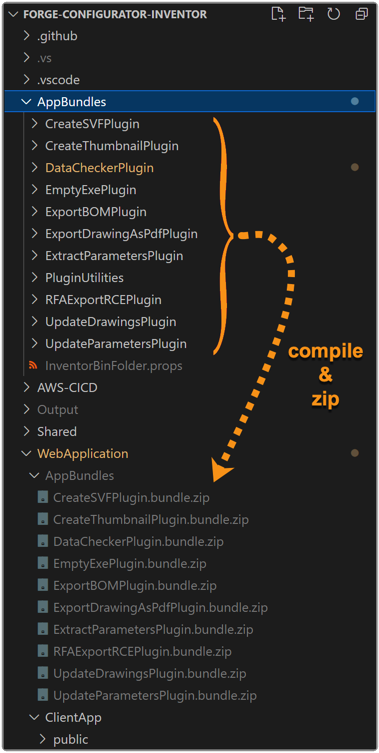 FORGE-CONFIGURATOR-INVENTOR
.github
.vs
.vscode
AppBundles
CreateSVFPlugin
CreateThumbnailPlugin
DataCheckerPlugin
EmptyExePlugin
ExportBOMPlugin
ExportDrawingAsPdfPlugin
ExtractParametersPlugin
PluginUtilities
RFAExportRCEPlugin
UpdateDrawingsPlugin
UpdateParametersPlugin
compile
&
zip
InventorBinFolder.props
AWS-CICD
Output
Shared
WebApplication
AppBundles
CreateSVFPlugin.bundle.zip
CreateThumbnailPlugin.bundle.zip
DataCheckerPlugin.bundle.zip
EmptyExePlugin.bundle.zip
ExportBOMPlugin.bundle.zip
ExportDrawingAsPdfPlugin.bundle.zip
ExtractParametersPlugin.bundle.zip
RFAExportRCEPlugin.bundle.zip
UpdateDrawingsPlugin.bundle.zip
UpdateParametersPlugin.bundle.zip
ClientApp
public